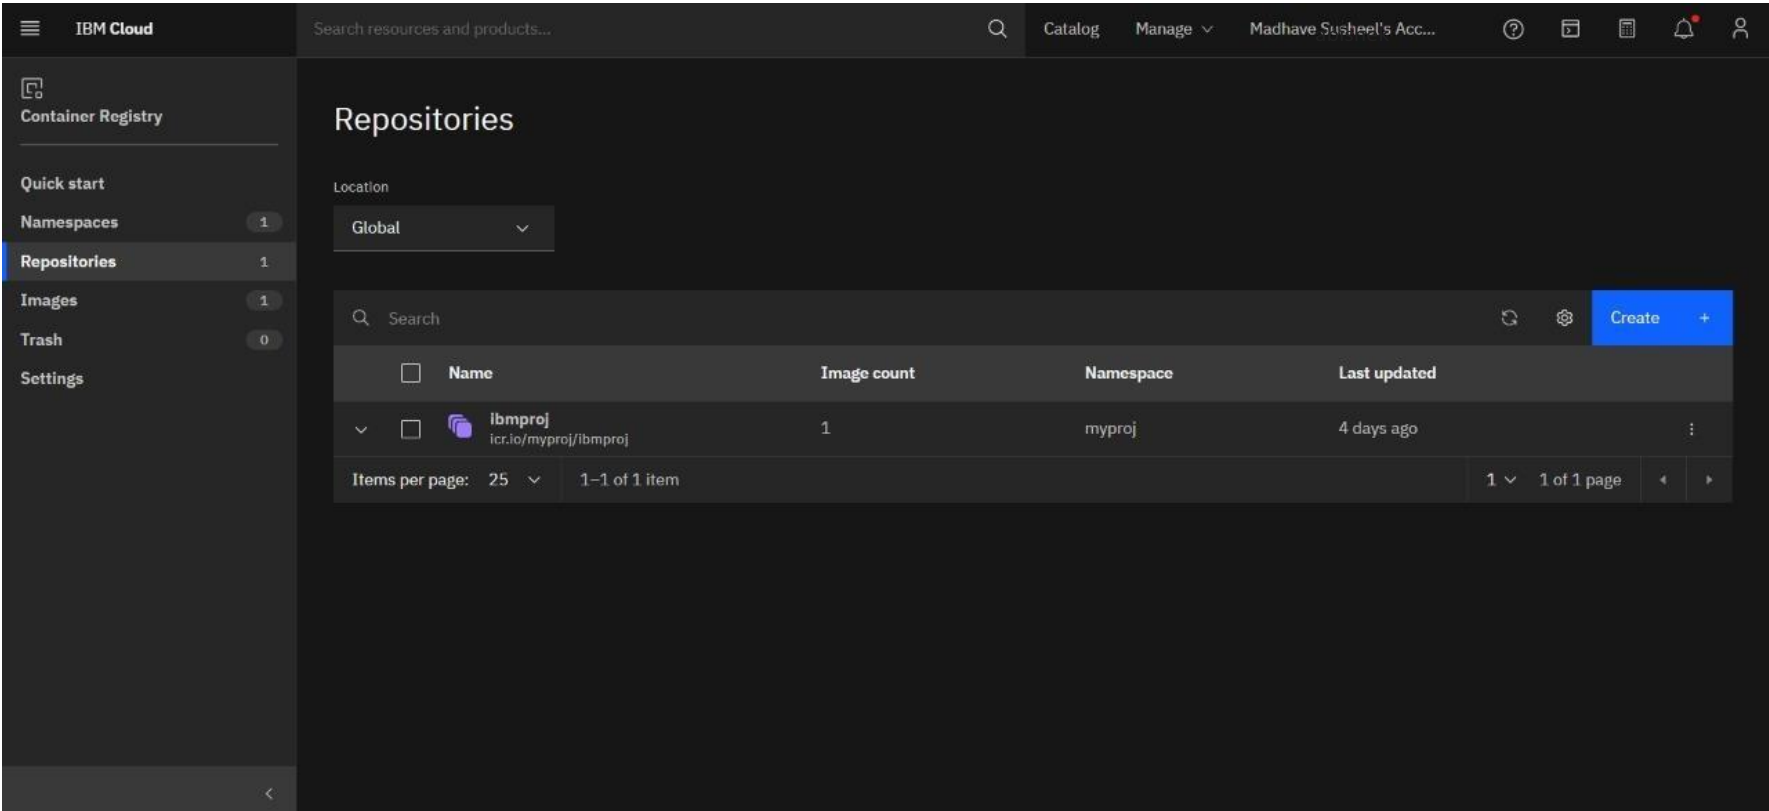 IBM Cloud
Search resources and products...
Catalog
Manage
Madhave Susheel's Acc...
Container Registry
Quick start
Namespaces 1
Repositories 1
Images 1
Trash 0
Settings
Repositories
Location
Global
Search
Create +
Name Image count Namespace Last updated
ibmproj
icr.io/myproj/ibmproj
1 myproj 4 days ago
Items per page: 25 1–1 of 1 item 1 1 of 1 page